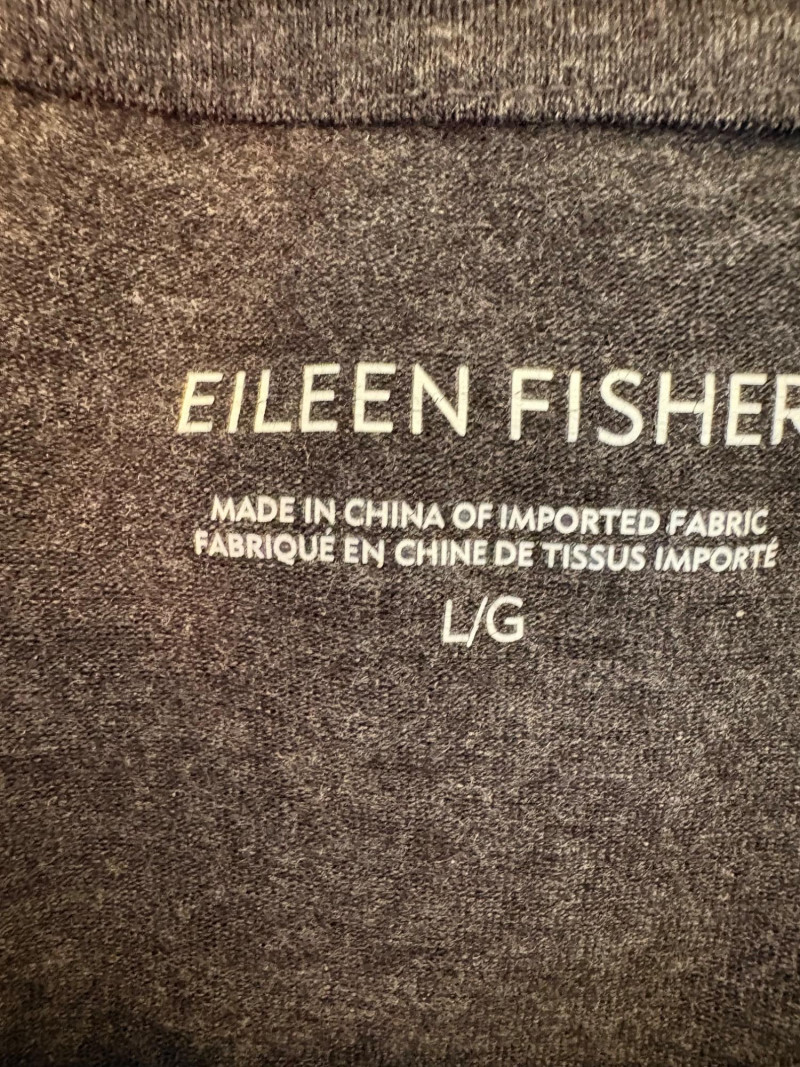 EILEEN FISHER
MADE IN CHINA OF IMPORTED FABRIC
FABRIQUÉ EN CHINE DE TISSUS IMPORTÉ
L/G